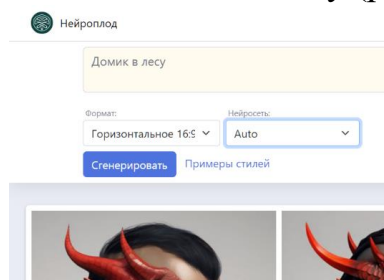 Нейроплод
Домик в лесу
Формат: Нейросеть:
Горизонтальное 16:9 Auto
Сгенерировать Примеры стилей